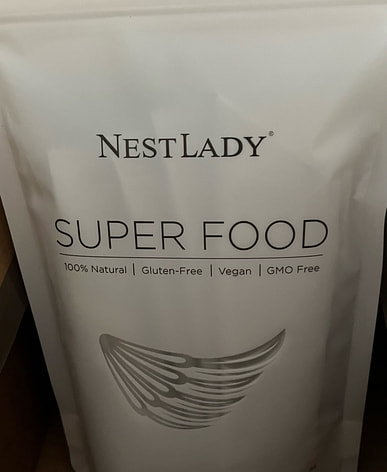 NESTLADY®
SUPER FOOD
100% Natural | Gluten-Free | Vegan | GMO Free